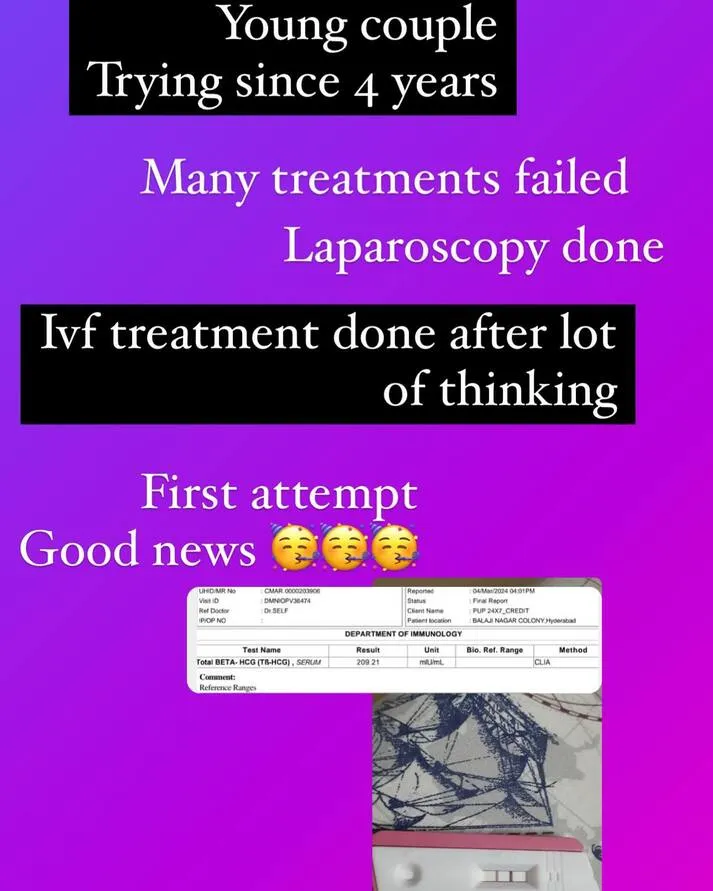 Young couple
Trying since 4 years
Many treatments failed
Laparoscopy done
Ivf treatment done after lot
of thinking
First attempt
Good news 🥳🥳🥳
UHID/MR No : CMAR.0000203906 Reported : 04/Mar/2024 04:01PM
Visit ID : DMNIOPV36474 Status : Final Report
Ref Doctor : Dr.SELF Client Name : PUP 24X7_CREDIT
IP/OP NO : Patient location : BALAJI NAGAR COLONY,Hyderabad
DEPARTMENT OF IMMUNOLOGY
Test Name Result Unit Bio. Ref. Range Method
Total BETA- HCG (Tß-HCG) , SERUM 209.21 mIU/mL CLIA
Comment:
Reference Ranges